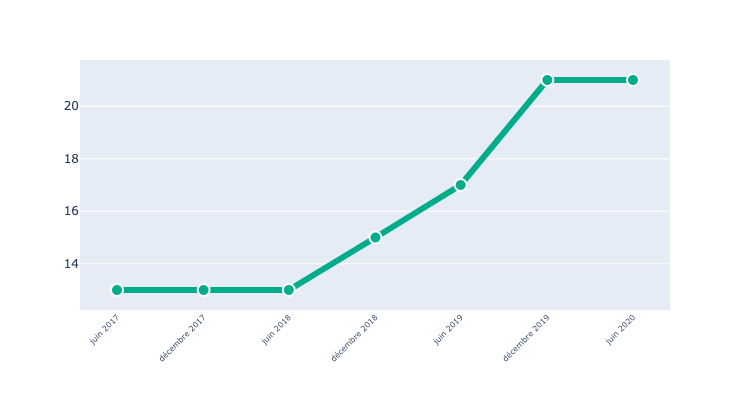 20
18
16
14
juin 2017
décembre 2017
juin 2018
décembre 2018
juin 2019
décembre 2019
juin 2020